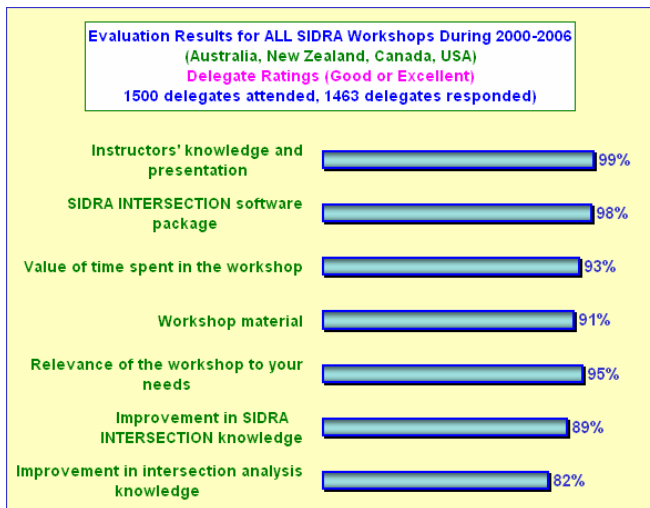 Evaluation Results for ALL SIDRA Workshops During 2000-2006
(Australia, New Zealand, Canada, USA)
Delegate Ratings (Good or Excellent)
1500 delegates attended, 1463 delegates responded)
Instructors' knowledge and
presentation
99%
SIDRA INTERSECTION software
package
98%
Value of time spent in the workshop
93%
Workshop material
91%
Relevance of the workshop to your
needs
95%
Improvement in SIDRA
INTERSECTION knowledge
89%
Improvement in intersection analysis
knowledge
82%